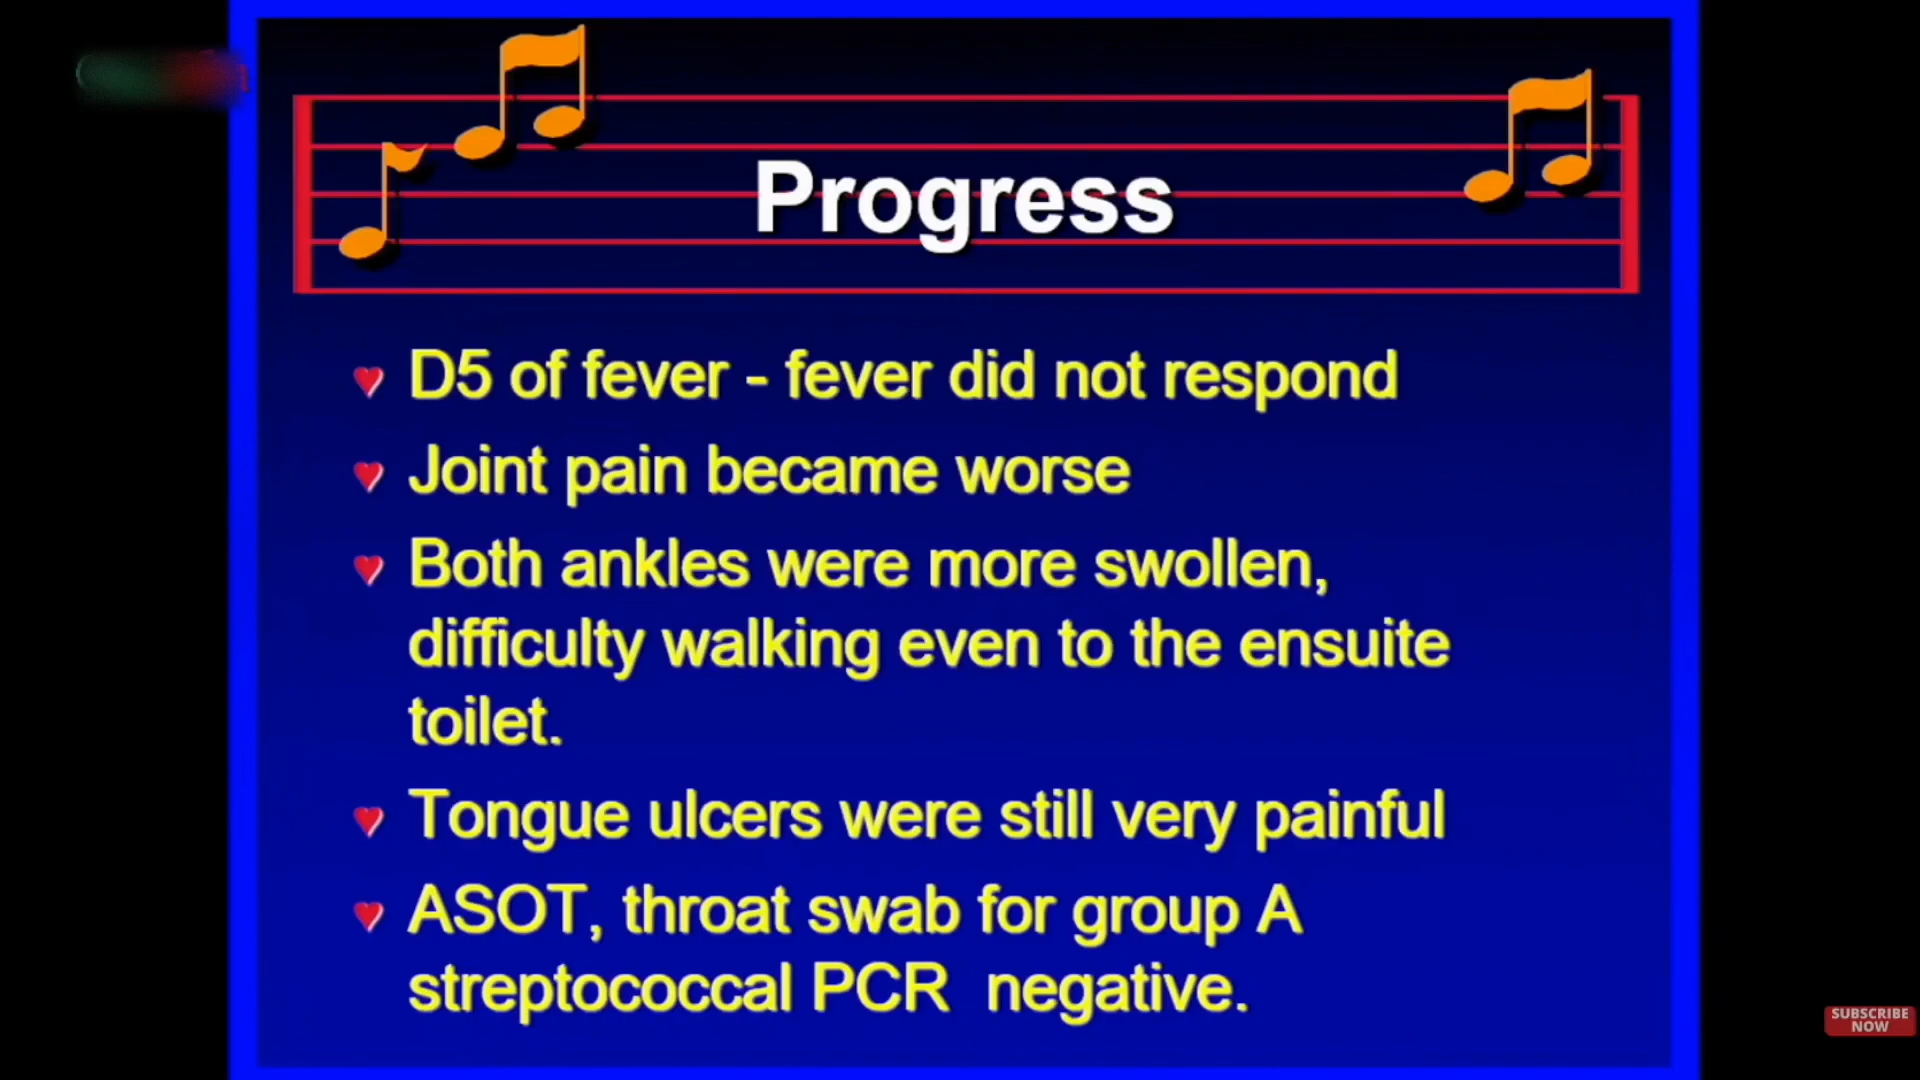 Progress
D5 of fever - fever did not respond
Joint pain became worse
Both ankles were more swollen,
difficulty walking even to the ensuite
toilet.
Tongue ulcers were still very painful
ASOT, throat swab for group A
streptococcal PCR negative.
SUBSCRIBE
NOW